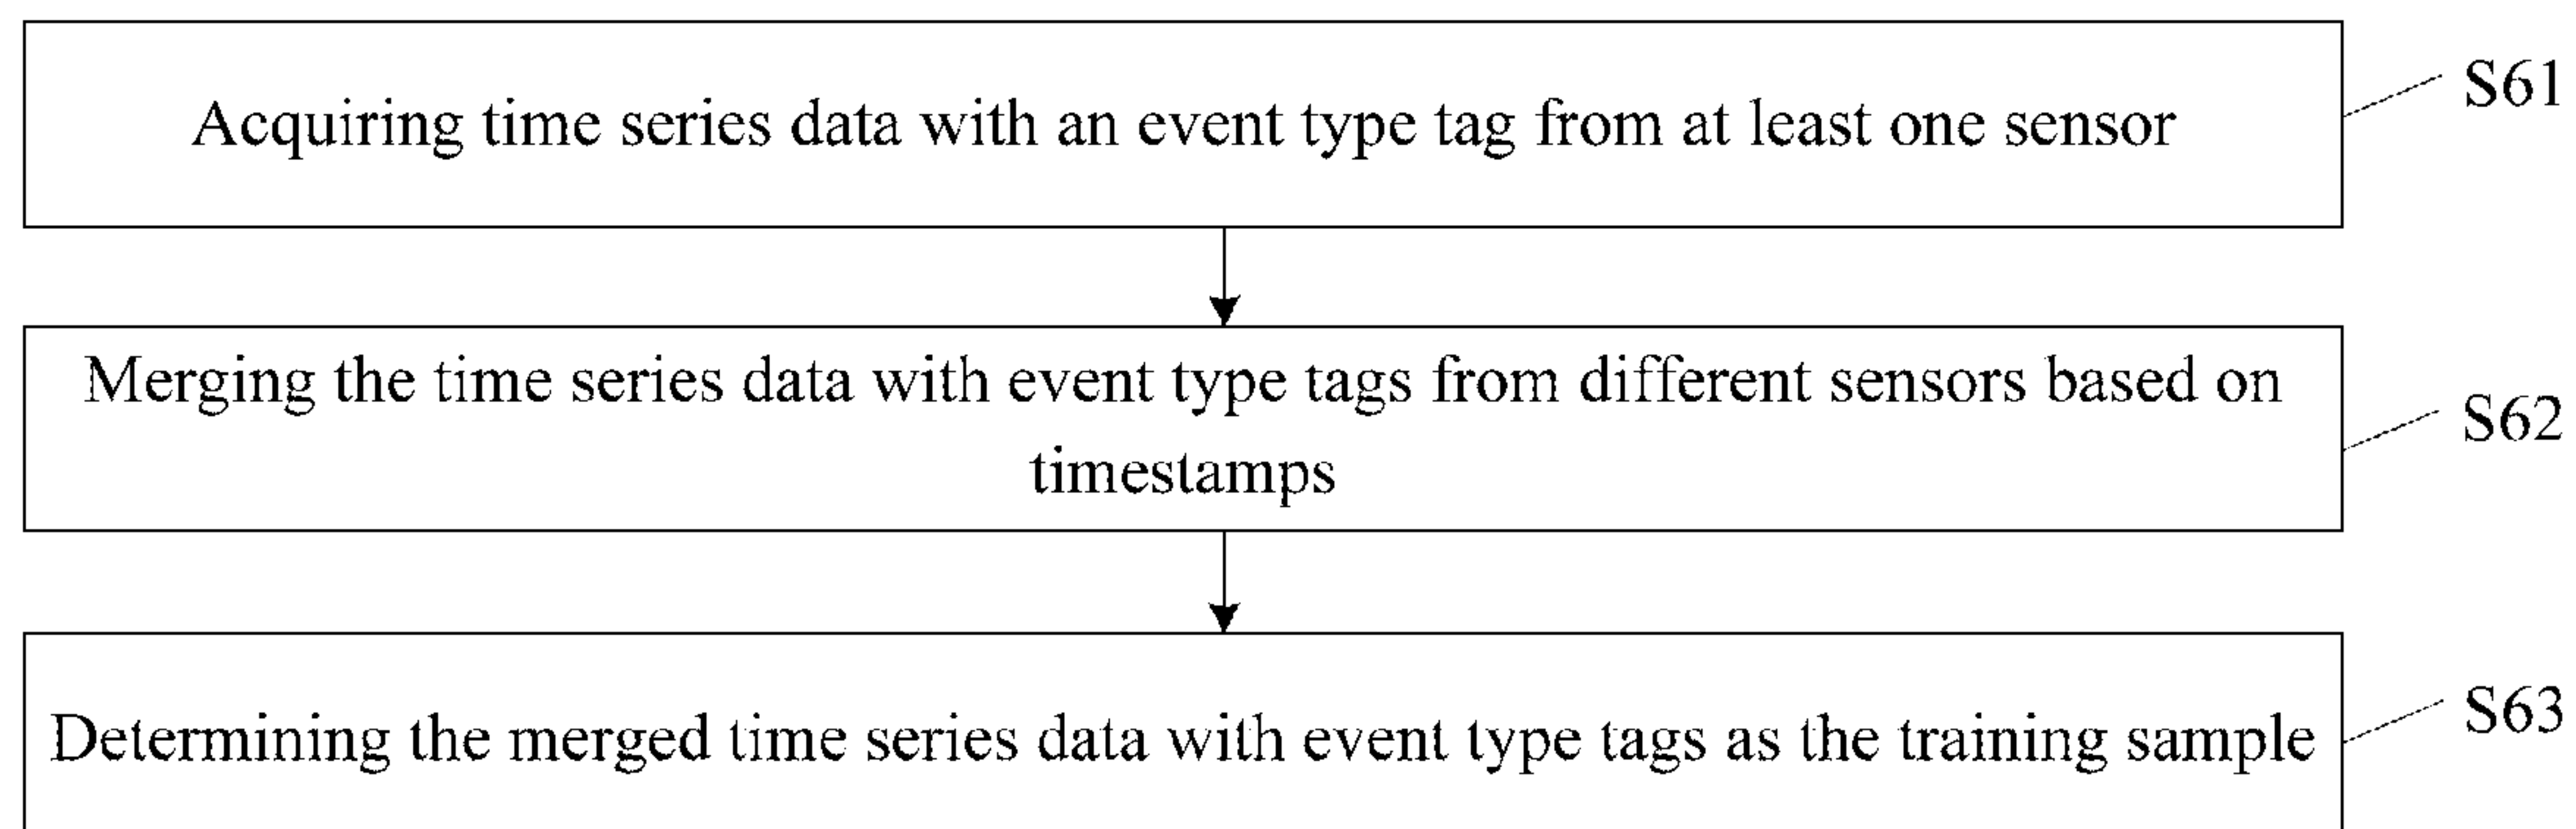 Acquiring time series data with an event type tag from at least one sensor
S61
Merging the time series data with event type tags from different sensors based on
timestamps
S62
Determining the merged time series data with event type tags as the training sample
S63